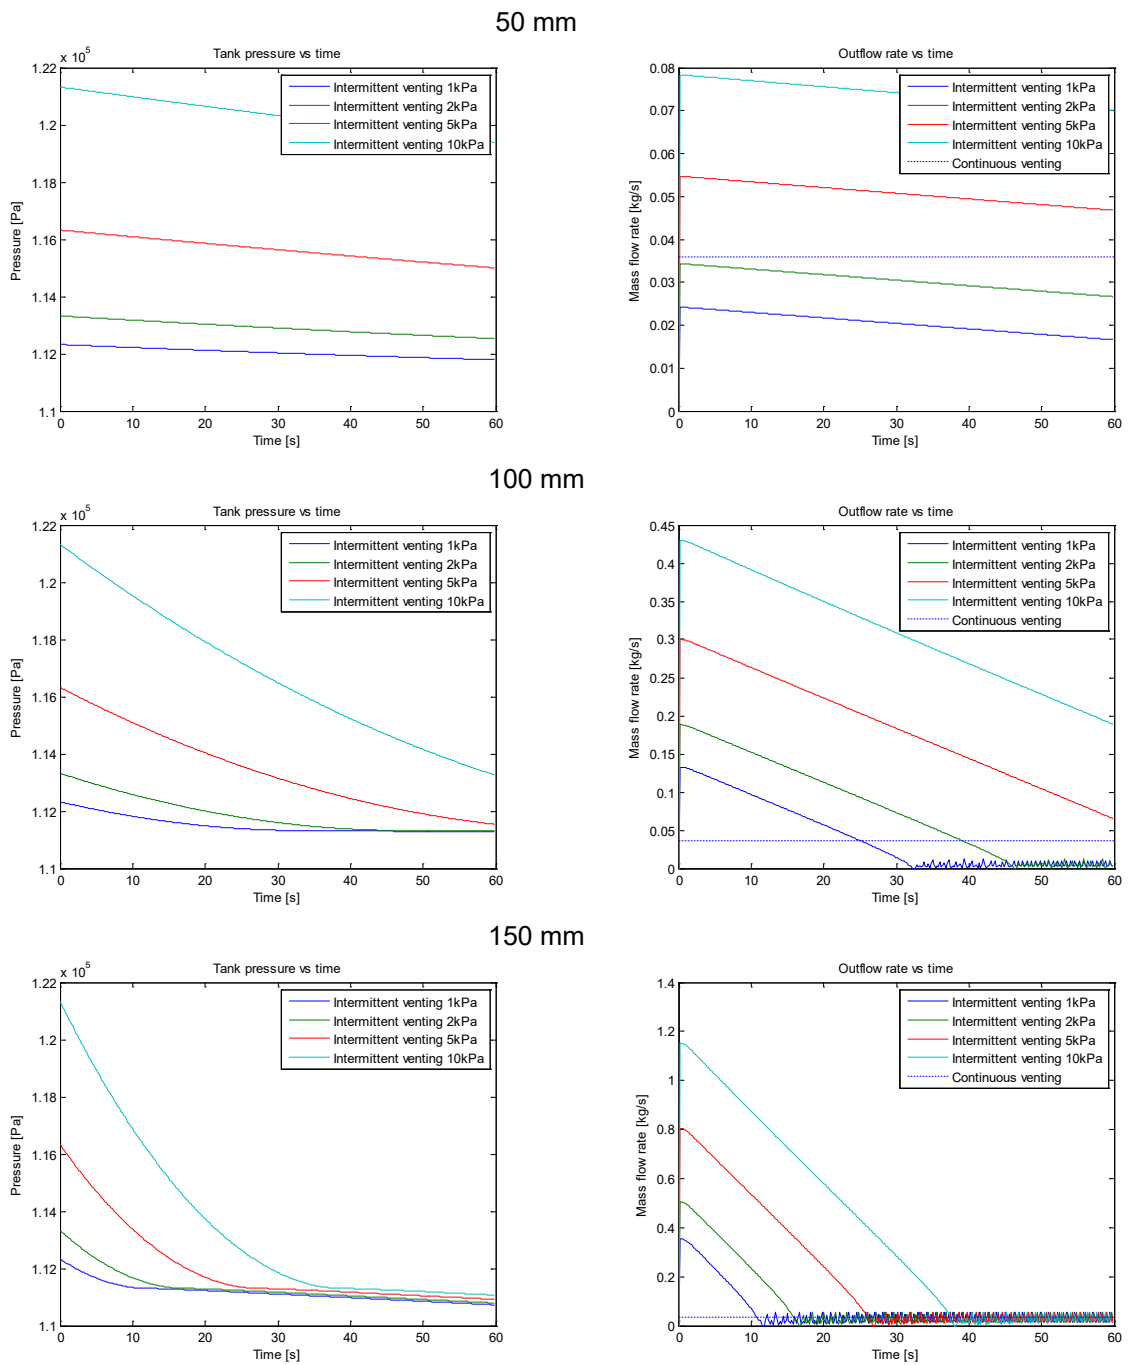 50 mm
Tank pressure vs time
x 10^5
1.22
1.2
1.18
1.16
1.14
1.12
1.1
Pressure [Pa]
Intermittent venting 1kPa
Intermittent venting 2kPa
Intermittent venting 5kPa
Intermittent venting 10kPa
0 10 20 30 40 50 60
Time [s]
Outflow rate vs time
0.08
0.07
0.06
0.05
0.04
0.03
0.02
0.01
0
Mass flow rate [kg/s]
Intermittent venting 1kPa
Intermittent venting 2kPa
Intermittent venting 5kPa
Intermittent venting 10kPa
Continuous venting
0 10 20 30 40 50 60
Time [s]
100 mm
Tank pressure vs time
x 10^5
1.22
1.2
1.18
1.16
1.14
1.12
1.1
Pressure [Pa]
Intermittent venting 1kPa
Intermittent venting 2kPa
Intermittent venting 5kPa
Intermittent venting 10kPa
0 10 20 30 40 50 60
Time [s]
Outflow rate vs time
0.45
0.4
0.35
0.3
0.25
0.2
0.15
0.1
0.05
0
Mass flow rate [kg/s]
Intermittent venting 1kPa
Intermittent venting 2kPa
Intermittent venting 5kPa
Intermittent venting 10kPa
Continuous venting
0 10 20 30 40 50 60
Time [s]
150 mm
Tank pressure vs time
x 10^5
1.22
1.2
1.18
1.16
1.14
1.12
1.1
Pressure [Pa]
Intermittent venting 1kPa
Intermittent venting 2kPa
Intermittent venting 5kPa
Intermittent venting 10kPa
0 10 20 30 40 50 60
Time [s]
Outflow rate vs time
1.4
1.2
1
0.8
0.6
0.4
0.2
0
Mass flow rate [kg/s]
Intermittent venting 1kPa
Intermittent venting 2kPa
Intermittent venting 5kPa
Intermittent venting 10kPa
Continuous venting
0 10 20 30 40 50 60
Time [s]